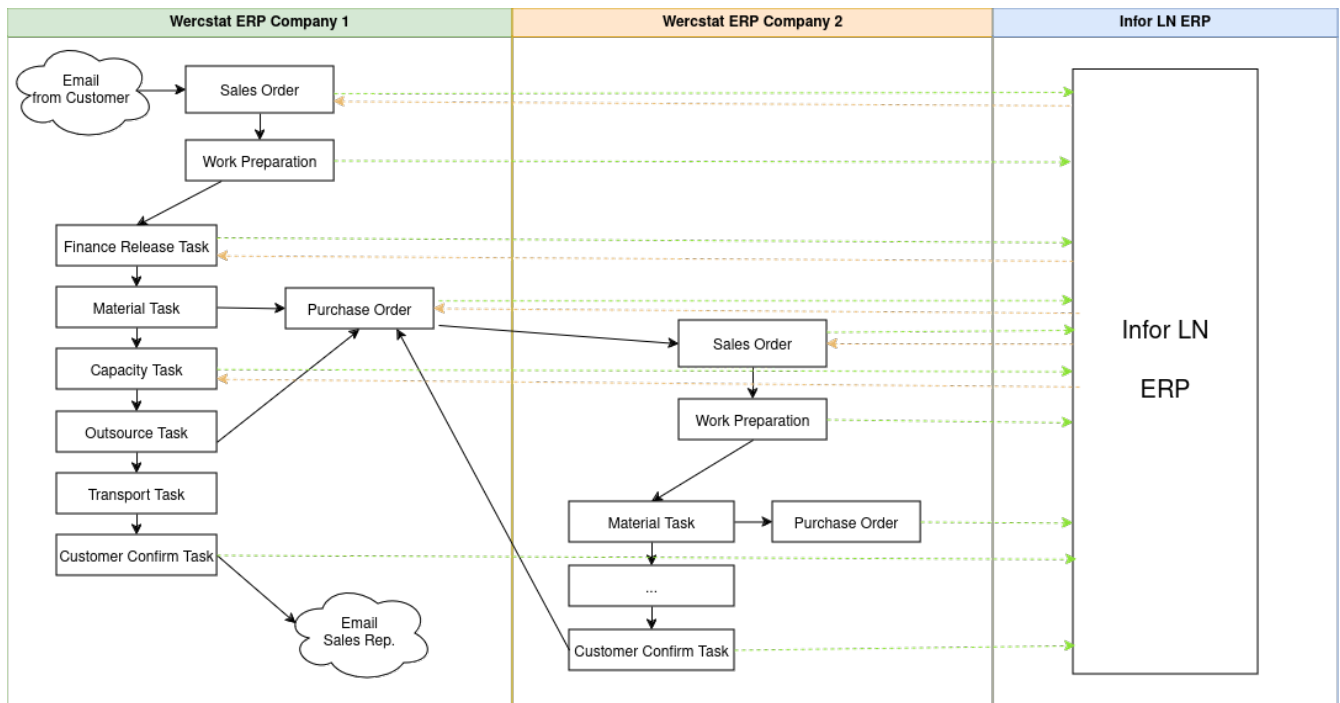 Wercstat ERP Company 1
Wercstat ERP Company 2
Infor LN ERP
Email
from Customer
Sales Order
Work Preparation
Finance Release Task
Material Task
Purchase Order
Capacity Task
Outsource Task
Transport Task
Customer Confirm Task
Email
Sales Rep.
Sales Order
Work Preparation
Material Task
Purchase Order
...
Customer Confirm Task
Infor LN
ERP